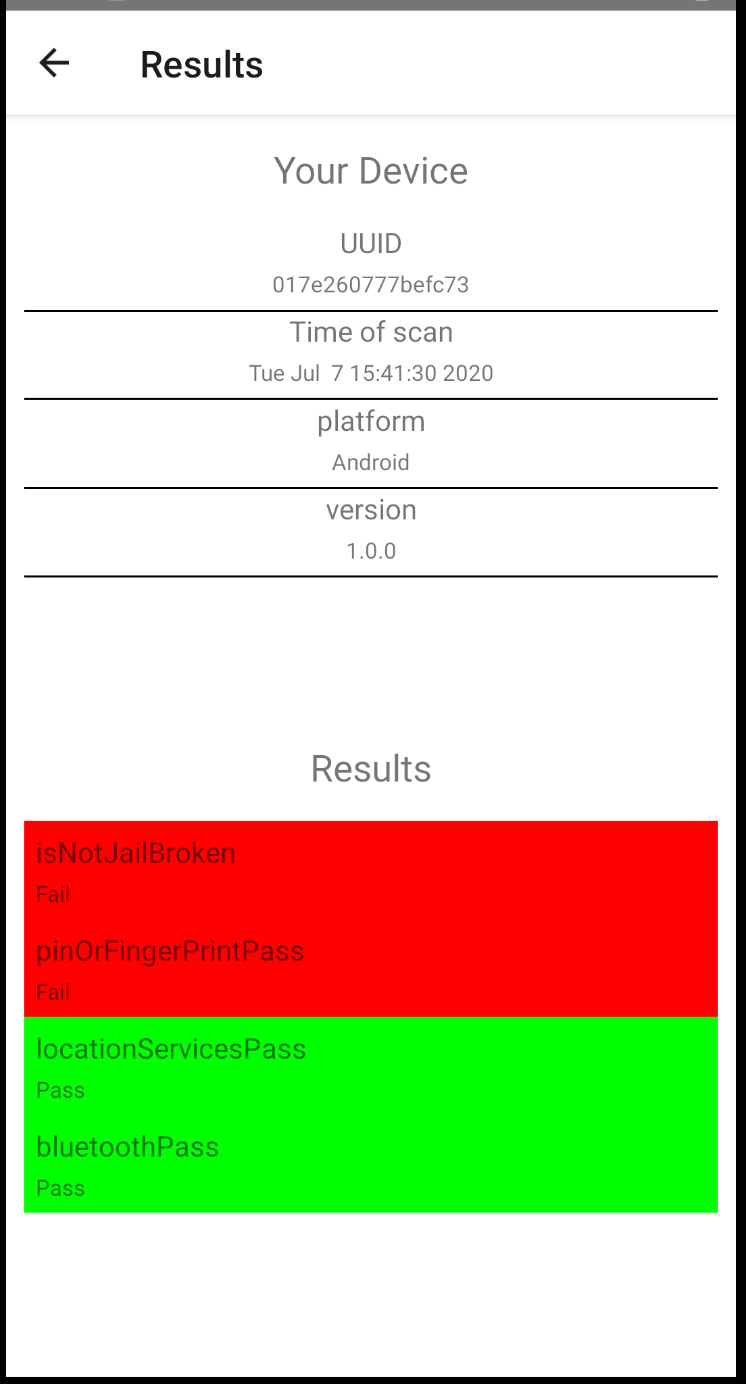 Results
Your Device
UUID
017e260777befc73
Time of scan
Tue Jul  7 15:41:30 2020
platform
Android
version
1.0.0
Results
isNotJailBroken
Fail
pinOrFingerPrintPass
Fail
locationServicesPass
Pass
bluetoothPass
Pass